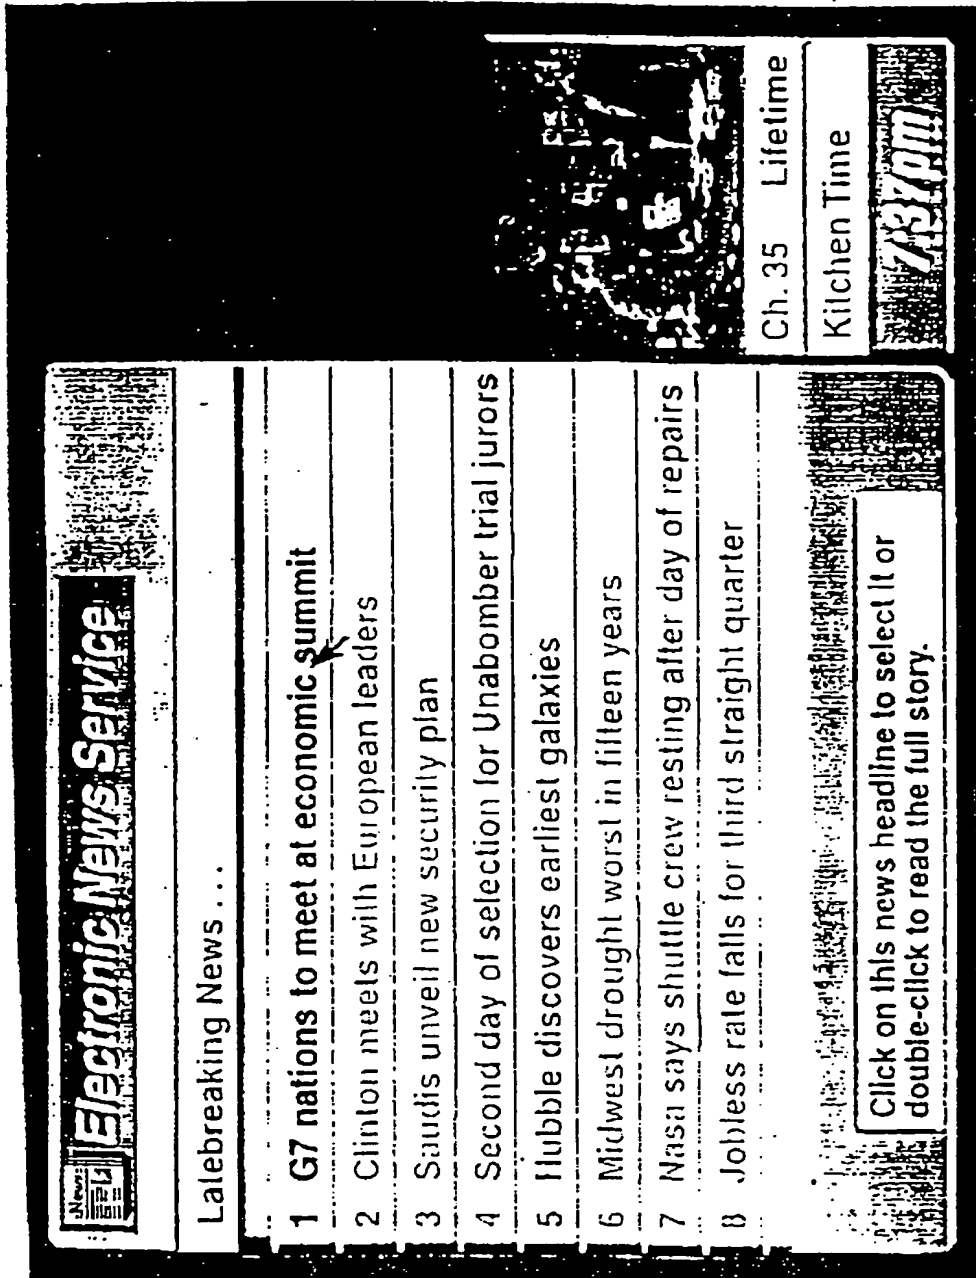 News
Electronic News Service
Latebreaking News...
1 G7 nations to meet at economic summit
2 Clinton meets with European leaders
3 Saudis unveil new security plan
4 Second day of selection for Unabomber trial jurors
5 Hubble discovers earliest galaxies
6 Midwest drought worst in fifteen years
7 Nasa says shuttle crew resting after day of repairs
8 Jobless rate falls for third straight quarter
Click on this news headline to select it or
double-click to read the full story.
Ch. 35 Lifetime
Kitchen Time
7:37pm